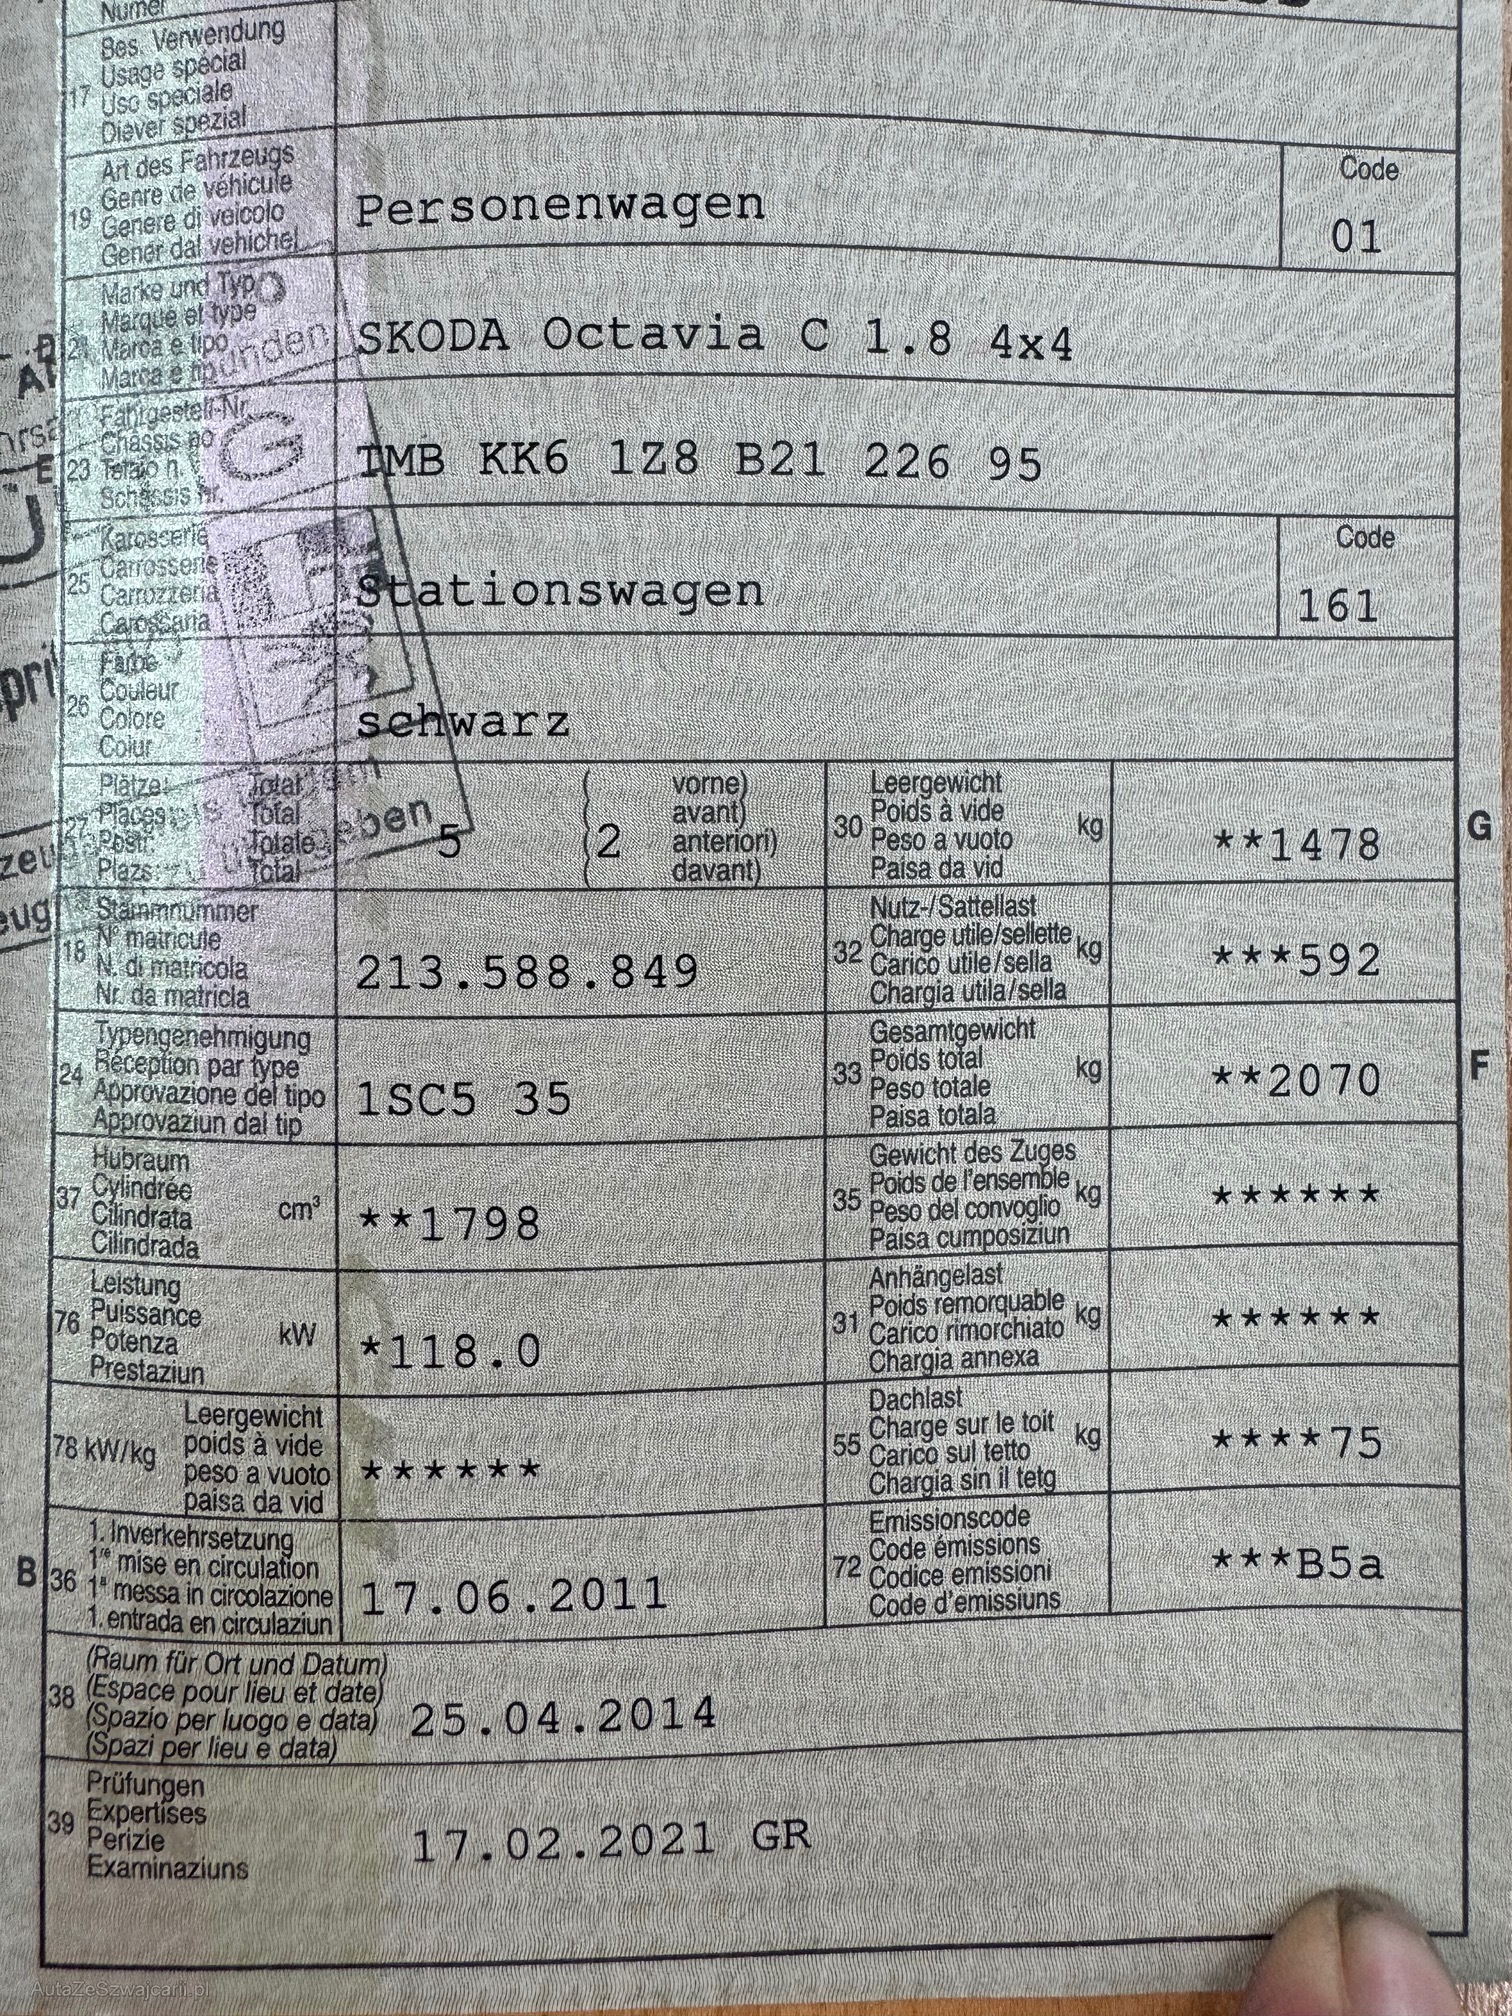 Numer
17 Bes. Verwendung
Usage spécial
Uso speciale
Diever spezial
19 Art des Fahrzeugs
Genre de véhicule
Genere di veicolo
Gener dal vehichel
Personenwagen
Code
01
21 Marke und Typ
Marque et type
Marca e tipo
Marca e tip
SKODA Octavia C 1.8 4x4
23 Fahrgestell-Nr.
Châssis no
Telaio n.
Schassis Nr.
TMB KK6 1Z8 B21 226 95
25 Karosserie
Carrosserie
Carrozzeria
Carossaria
Stationswagen
Code
161
26 Farbe
Couleur
Colore
Colur
schwarz
27 Plätze: Total
Places: Total
Posti: Totale
Plazs: Total
5 ( 2 vorne)
avant)
anteriori)
davant)
30 Leergewicht
Poids à vide
Peso a vuoto
Paisa da vid
kg
**1478
G
18 Stammnummer
N° matricule
N. di matricola
Nr. da matricla
213.588.849
32 Nutz-/Sattellast
Charge utile/sellette
Carico utile/sella
Chargia utila/sella
kg
***592
24 Typengenehmigung
Réception par type
Approvazione del tipo
Approvaziun dal tip
1SC5 35
33 Gesamtgewicht
Poids total
Peso totale
Paisa totala
kg
**2070
F
37 Hubraum
Cylindrée
Cilindrata
Cilindrada
cm³
**1798
35 Gewicht des Zuges
Poids de l'ensemble
Peso del convoglio
Paisa cumposiziun
kg
******
76 Leistung
Puissance
Potenza
Prestaziun
kW
*118.0
31 Anhängelast
Poids remorquable
Carico rimorchiato
Chargia annexa
kg
******
78 kW/kg
Leergewicht
poids à vide
peso a vuoto
paisa da vid
******
55 Dachlast
Charge sur le toit
Carico sul tetto
Chargia sin il tetg
kg
****75
B
36 1. Inverkehrsetzung
1re mise en circulation
1ª messa in circolazione
1. entrada en circulaziun
17.06.2011
72 Emissionscode
Code émissions
Codice emissioni
Code d'emissiuns
***B5a
38 (Raum für Ort und Datum)
(Espace pour lieu et date)
(Spazio per luogo e data)
(Spazi per lieu e data)
25.04.2014
39 Prüfungen
Expertises
Perizie
Examinaziuns
17.02.2021 GR
AutaZeSzwajcarii.pl